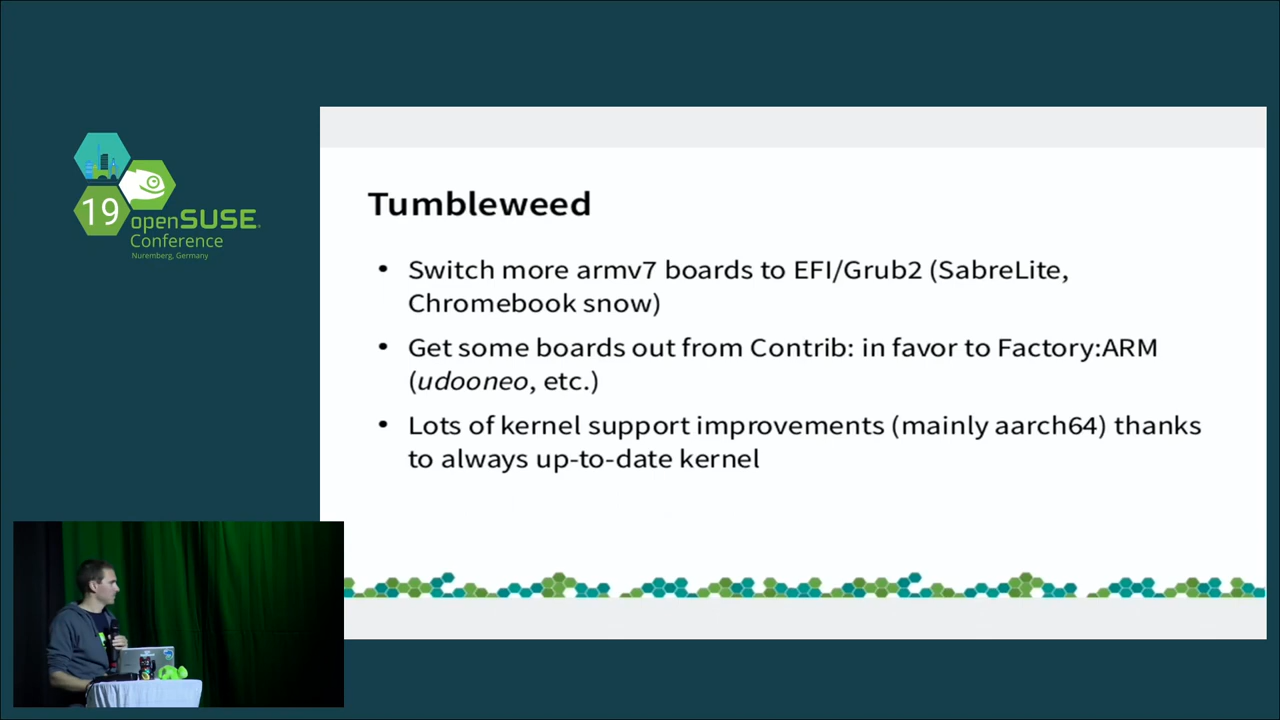 19
openSUSE
Conference
Nuremberg, Germany
Tumbleweed
• Switch more armv7 boards to EFI/Grub2 (SabreLite,
Chromebook snow)
• Get some boards out from Contrib: in favor to Factory:ARM
(udooneo, etc.)
• Lots of kernel support improvements (mainly aarch64) thanks
to always up-to-date kernel